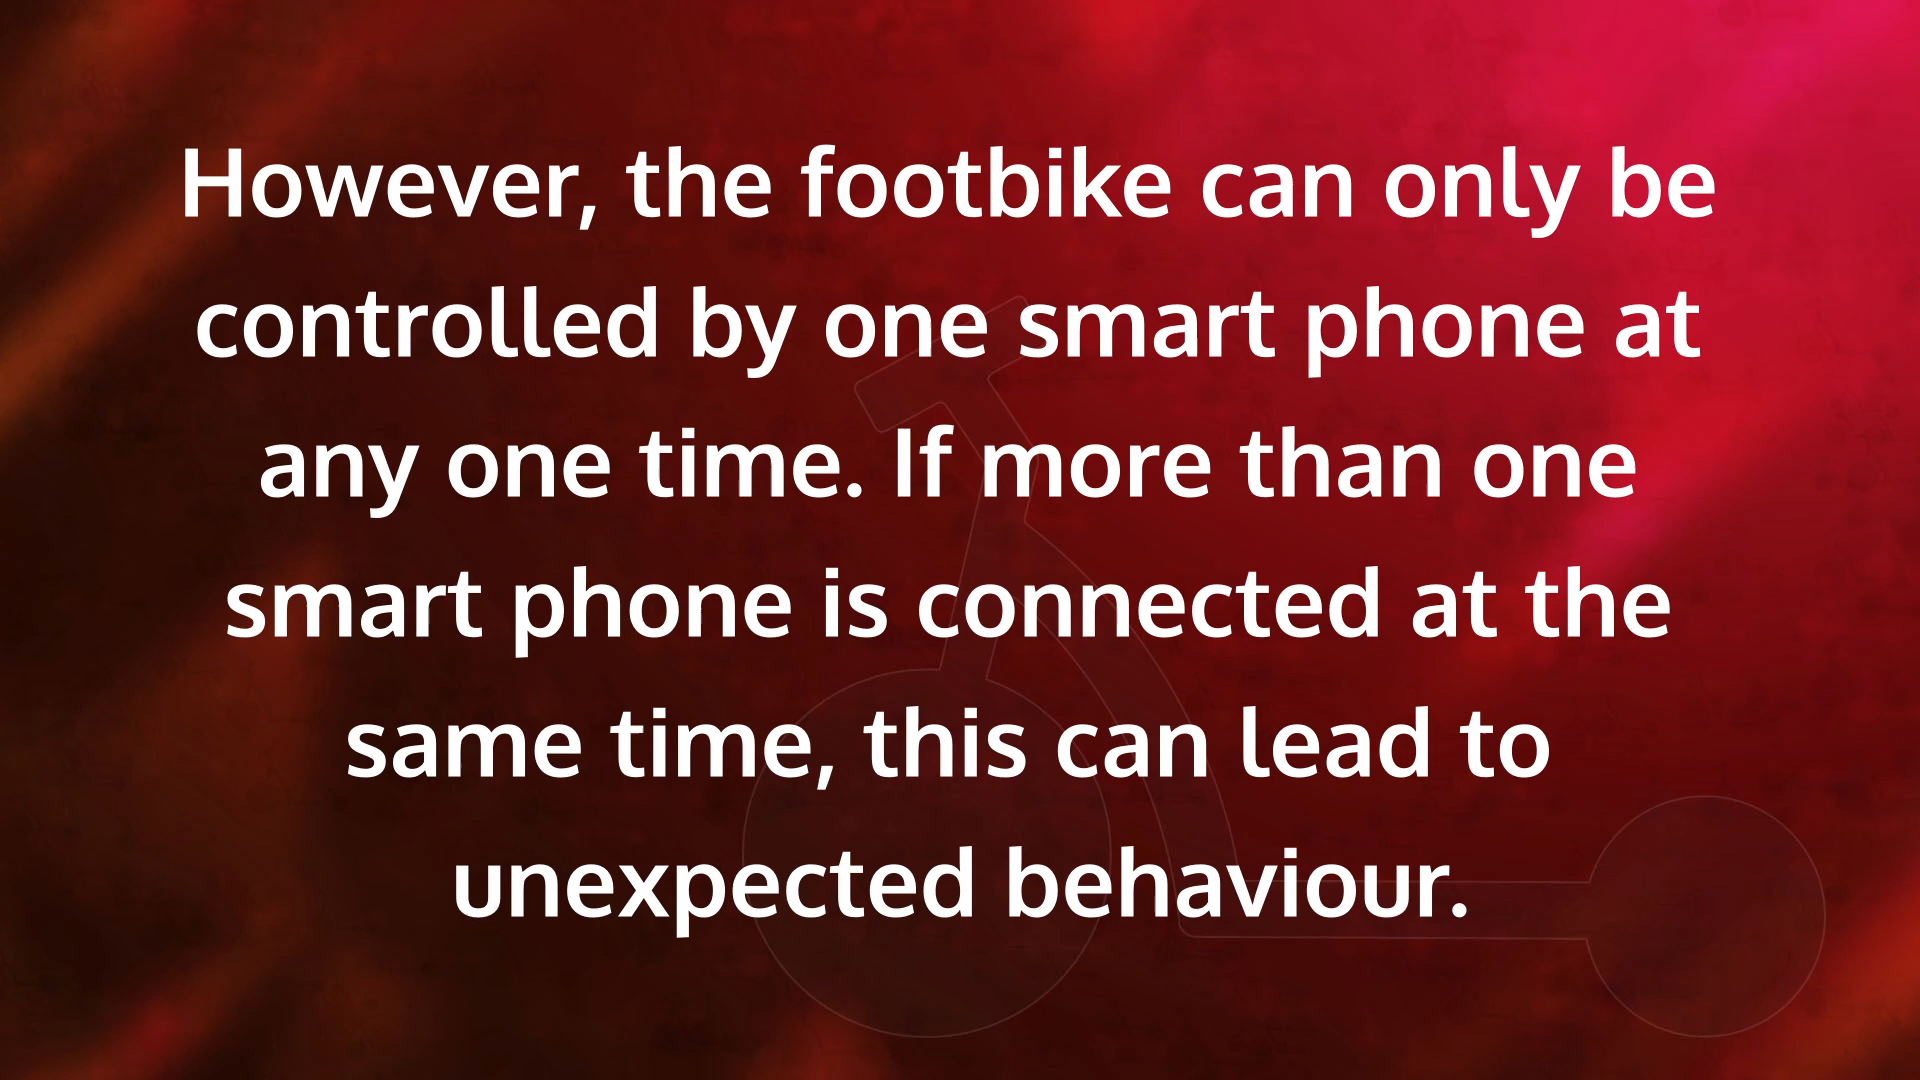 However, the footbike can only be
controlled by one smart phone at
any one time. If more than one
smart phone is connected at the
same time, this can lead to
unexpected behaviour.